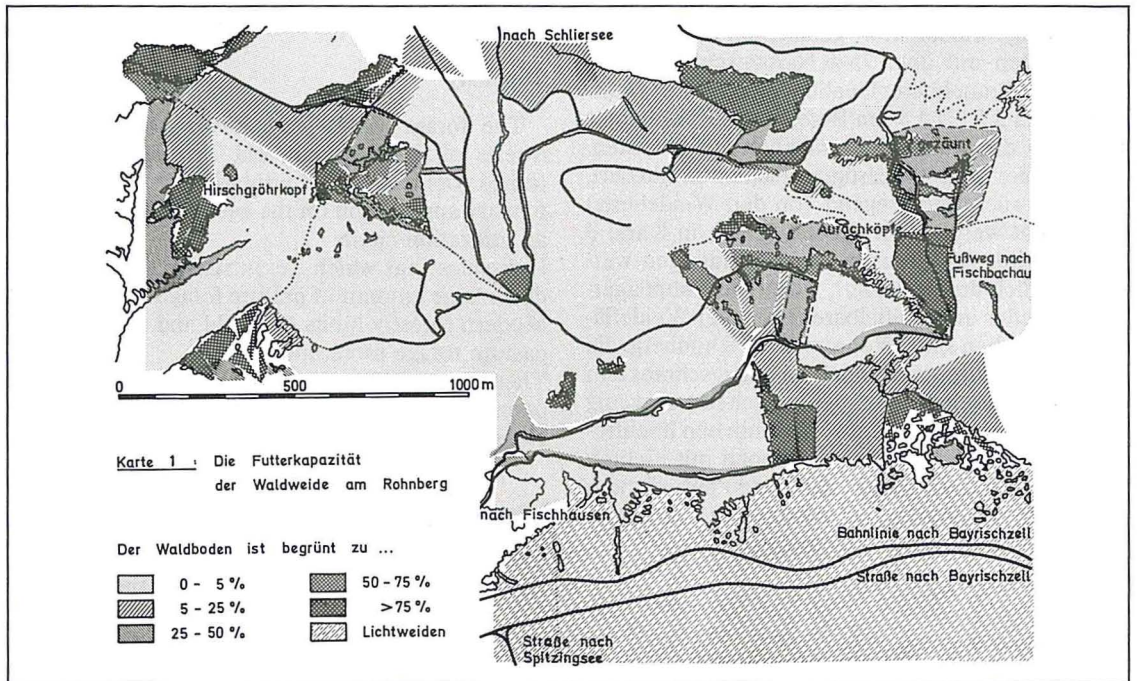 nach Schliersee
gezäunt
Hirschgröhrkopf
Aurachköpfe
Fußweg nach
Fischbachau
0 500 1000 m
Karte 1 : Die Futterkapazität
der Waldweide am Rohnberg
nach Fischhausen
Bahnlinie nach Bayrischzell
Straße nach Bayrischzell
Der Waldboden ist begrünt zu ...
0 - 5 %
5 - 25 %
25 - 50 %
50 - 75 %
>75 %
Lichtweiden
Straße nach
Spitzingsee